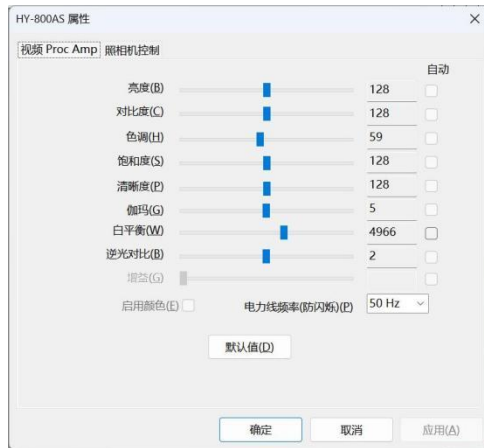 HY-800AS 属性
视频 Proc Amp 照相机控制
自动
亮度(B) 128
对比度(C) 128
色调(H) 59
饱和度(S) 128
清晰度(P) 128
伽玛(G) 5
白平衡(W) 4966
逆光对比(B) 2
增益(G)
启用颜色(E) 电力线频率(防闪烁)(P) 50 Hz
默认值(D)
确定 取消 应用(A)